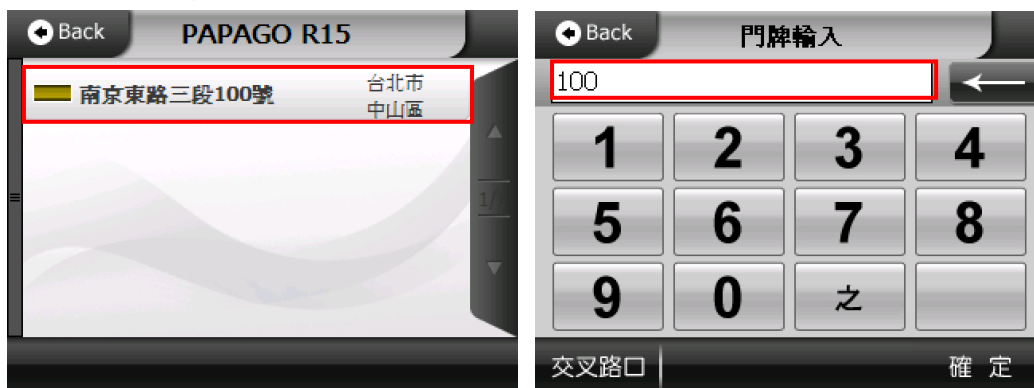 Back
PAPAGO R15
南京東路三段100號
台北市
中山區
1/
Back
門牌輸入
100
1 2 3 4
5 6 7 8
9 0 之
交叉路口
確 定